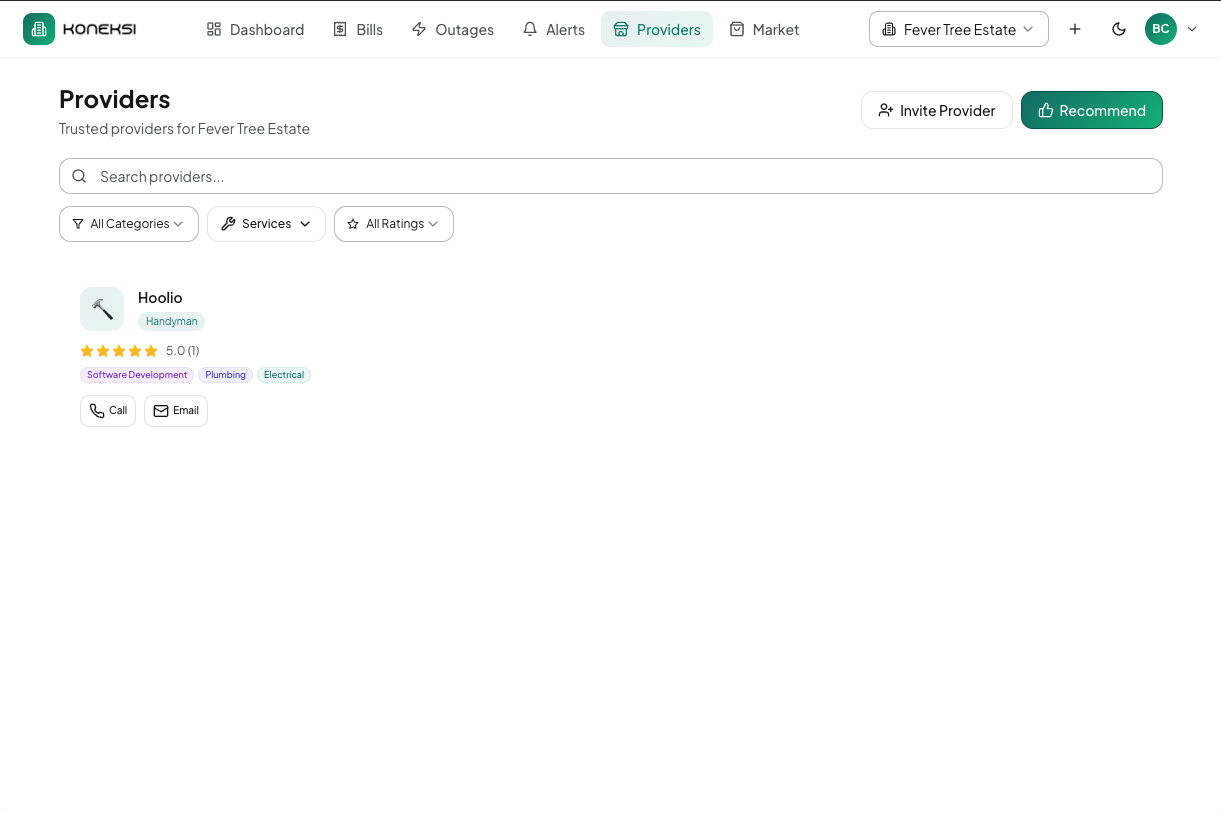 KONEKSI Dashboard Bills Outages Alerts Providers Market Fever Tree Estate BC
Providers
Trusted providers for Fever Tree Estate
Invite Provider Recommend
Search providers...
All Categories Services All Ratings
Hoolio
Handyman
5.0 (1)
Software Development Plumbing Electrical
Call Email